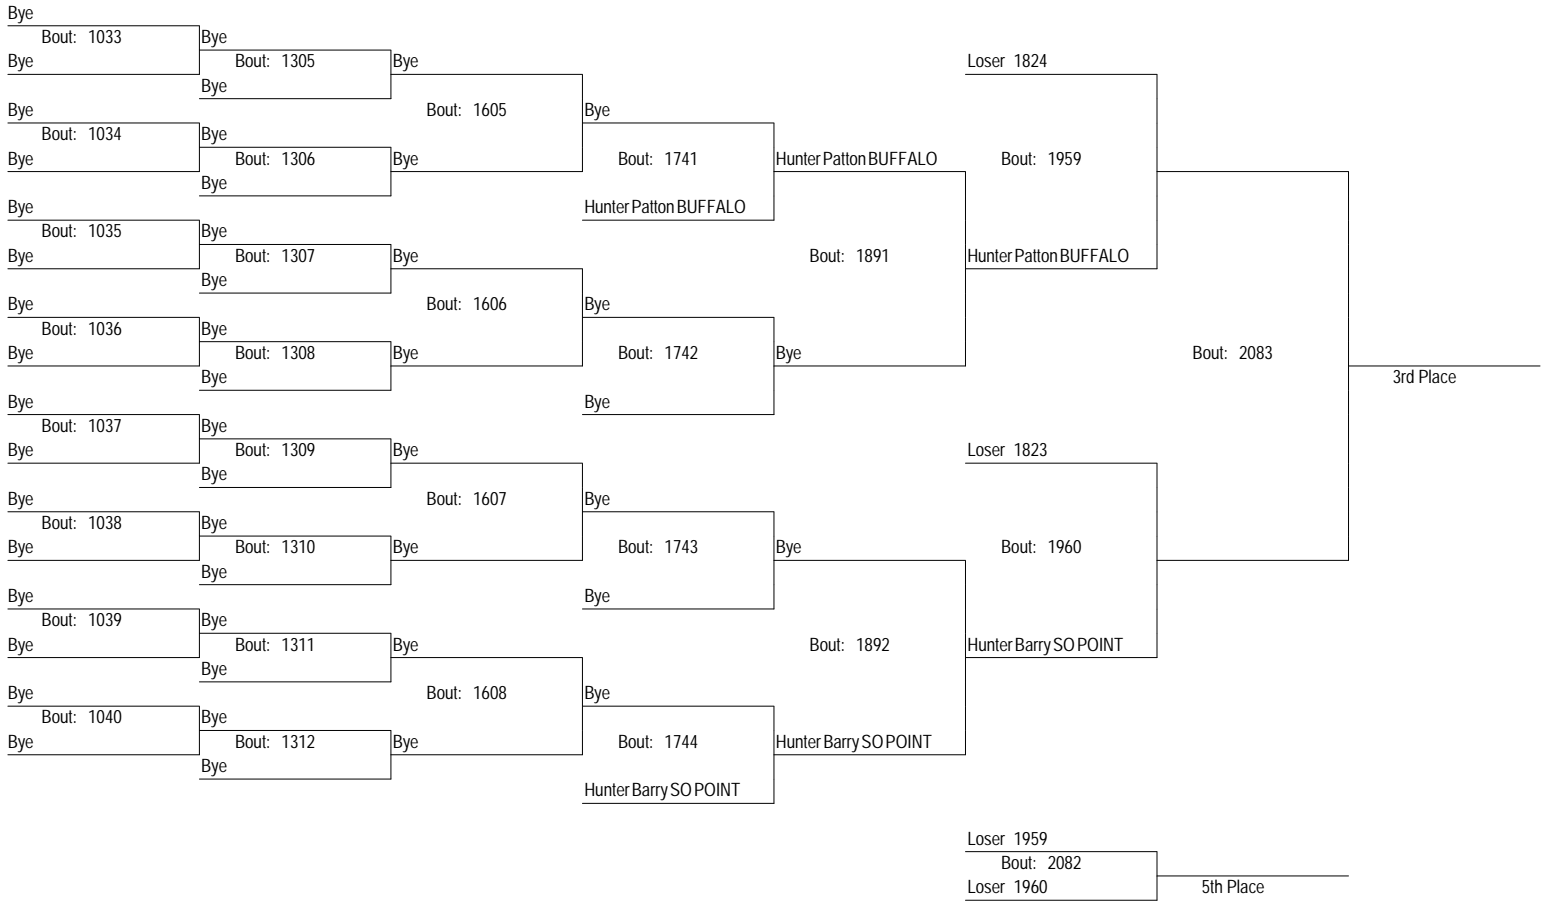 Bye
Bout: 1033
Bye
Bye
Bout: 1305
Bye
Bye
Loser 1824
Bye
Bout: 1605
Bye
Bye
Bout: 1034
Bye
Bye
Bout: 1306
Bye
Bye
Bout: 1741
Hunter Patton BUFFALO
Bout: 1959
Bye
Hunter Patton BUFFALO
Bye
Bout: 1035
Bye
Bye
Bout: 1307
Bye
Bye
Bout: 1891
Hunter Patton BUFFALO
Bye
Bout: 1606
Bye
Bye
Bout: 1036
Bye
Bye
Bout: 1308
Bye
Bye
Bout: 1742
Bye
Bout: 2083
3rd Place
Bye
Bye
Bout: 1037
Bye
Bye
Bout: 1309
Bye
Bye
Loser 1823
Bye
Bout: 1607
Bye
Bye
Bout: 1038
Bye
Bye
Bout: 1310
Bye
Bye
Bout: 1743
Bye
Bout: 1960
Bye
Bye
Bout: 1039
Bye
Bye
Bout: 1311
Bye
Bye
Bout: 1892
Hunter Barry SO POINT
Bye
Bout: 1608
Bye
Bye
Bout: 1040
Bye
Bye
Bout: 1312
Bye
Bye
Bout: 1744
Hunter Barry SO POINT
Hunter Barry SO POINT
Loser 1959
Bout: 2082
Loser 1960
5th Place